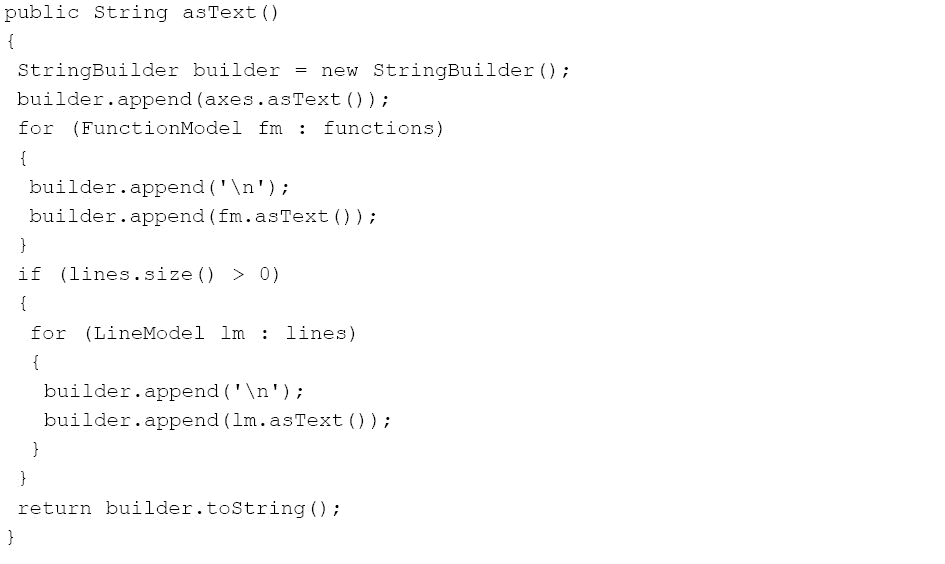 public String asText()
{
 StringBuilder builder = new StringBuilder();
 builder.append(axes.asText());
 for (FunctionModel fm : functions)
 {
  builder.append('\n');
  builder.append(fm.asText());
 }
 if (lines.size() > 0)
 {
  for (LineModel lm : lines)
  {
   builder.append('\n');
   builder.append(lm.asText());
  }
 }
 return builder.toString();
}